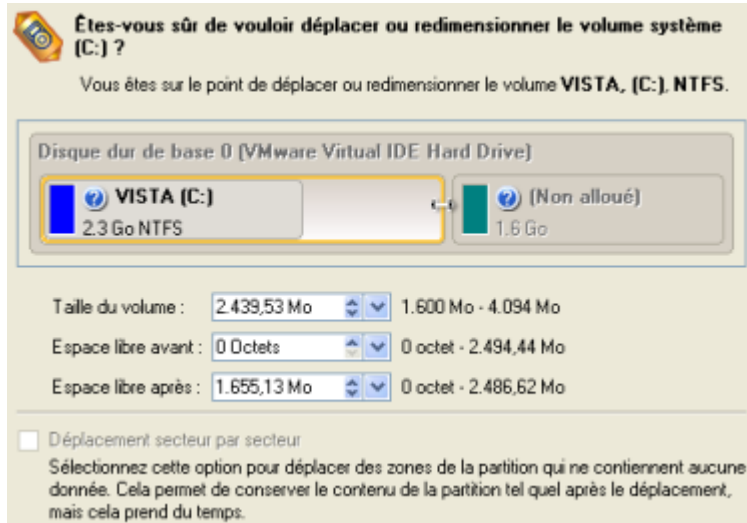 Êtes-vous sûr de vouloir déplacer ou redimensionner le volume système
(C:) ?
Vous êtes sur le point de déplacer ou redimensionner le volume VISTA, (C:), NTFS.
Disque dur de base 0 (VMware Virtual IDE Hard Drive)
VISTA (C:) (Non alloué)
2.3 Go NTFS 1.6 Go
Taille du volume : 2.439,53 Mo 1.600 Mo - 4.094 Mo
Espace libre avant : 0 Octets 0 octet - 2.494,44 Mo
Espace libre après : 1.655,13 Mo 0 octet - 2.486,62 Mo
Déplacement secteur par secteur
Sélectionnez cette option pour déplacer des zones de la partition qui ne contiennent aucune
donnée. Cela permet de conserver le contenu de la partition tel quel après le déplacement,
mais cela prend du temps.